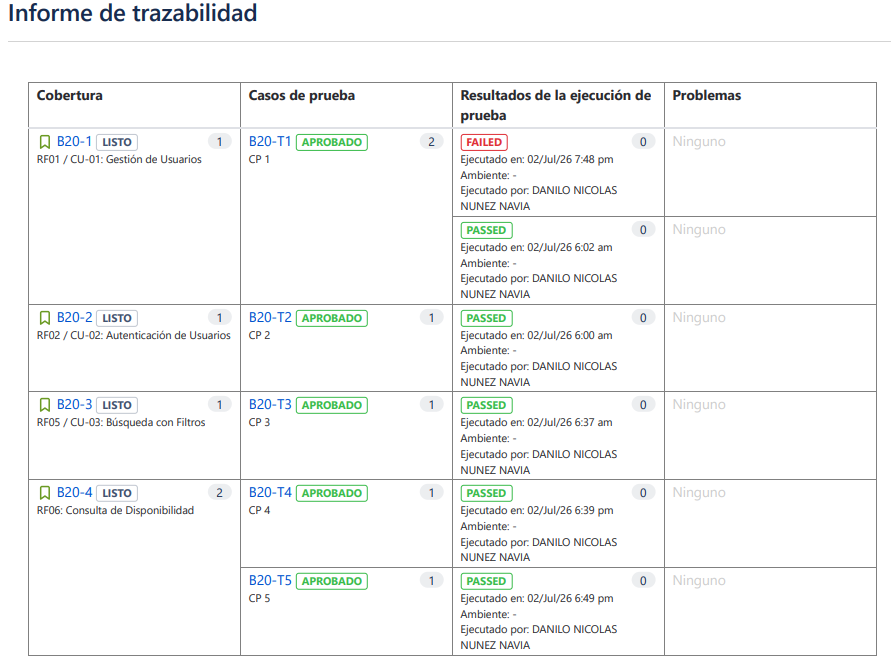 Informe de trazabilidad
Cobertura
Casos de prueba
Resultados de la ejecución de
prueba
Problemas
B20-1 LISTO 1
RF01 / CU-01: Gestión de Usuarios
B20-T1 APROBADO 2
CP 1
FAILED 0
Ejecutado en: 02/Jul/26 7:48 pm
Ambiente: -
Ejecutado por: DANILO NICOLAS
NUNEZ NAVIA
Ninguno
PASSED 0
Ejecutado en: 02/Jul/26 6:02 am
Ambiente: -
Ejecutado por: DANILO NICOLAS
NUNEZ NAVIA
Ninguno
B20-2 LISTO 1
RF02 / CU-02: Autenticación de Usuarios
B20-T2 APROBADO 1
CP 2
PASSED 0
Ejecutado en: 02/Jul/26 6:00 am
Ambiente: -
Ejecutado por: DANILO NICOLAS
NUNEZ NAVIA
Ninguno
B20-3 LISTO 1
RF05 / CU-03: Búsqueda con Filtros
B20-T3 APROBADO 1
CP 3
PASSED 0
Ejecutado en: 02/Jul/26 6:37 am
Ambiente: -
Ejecutado por: DANILO NICOLAS
NUNEZ NAVIA
Ninguno
B20-4 LISTO 2
RF06: Consulta de Disponibilidad
B20-T4 APROBADO 1
CP 4
PASSED 0
Ejecutado en: 02/Jul/26 6:39 pm
Ambiente: -
Ejecutado por: DANILO NICOLAS
NUNEZ NAVIA
Ninguno
B20-T5 APROBADO 1
CP 5
PASSED 0
Ejecutado en: 02/Jul/26 6:49 pm
Ambiente: -
Ejecutado por: DANILO NICOLAS
NUNEZ NAVIA
Ninguno